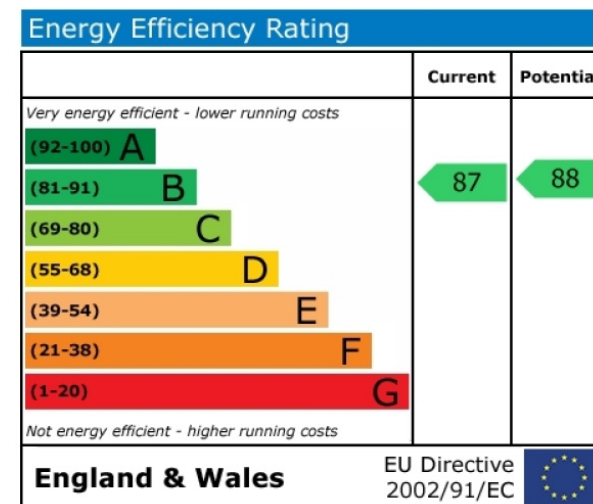 Energy Efficiency Rating
Current Potentia
Very energy efficient - lower running costs
(92-100) A
(81-91) B
87 88
(69-80) C
(55-68) D
(39-54) E
(21-38) F
(1-20) G
Not energy efficient - higher running costs
England & Wales
EU Directive
2002/91/EC